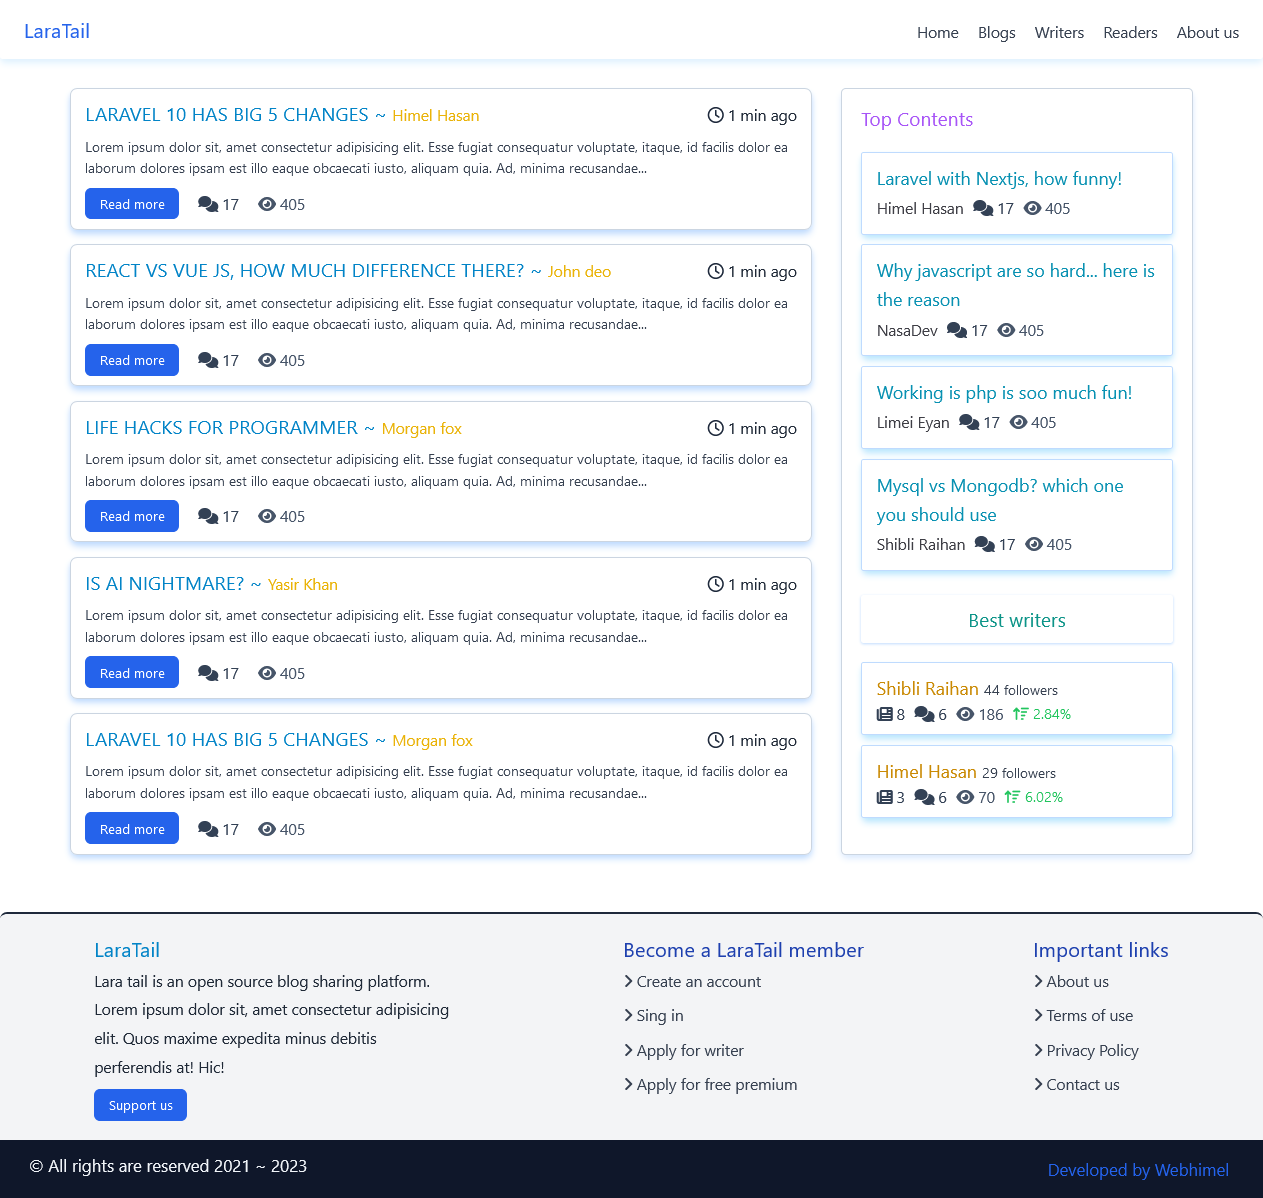 LaraTail
Home Blogs Writers Readers About us
LARAVEL 10 HAS BIG 5 CHANGES ~ Himel Hasan 1 min ago
Lorem ipsum dolor sit, amet consectetur adipisicing elit. Esse fugiat consequatur voluptate, itaque, id facilis dolor ea
laborum dolores ipsam est illo eaque obcaecati iusto, aliquam quia. Ad, minima recusandae...
Read more 17 405
REACT VS VUE JS, HOW MUCH DIFFERENCE THERE? ~ John deo 1 min ago
Lorem ipsum dolor sit, amet consectetur adipisicing elit. Esse fugiat consequatur voluptate, itaque, id facilis dolor ea
laborum dolores ipsam est illo eaque obcaecati iusto, aliquam quia. Ad, minima recusandae...
Read more 17 405
LIFE HACKS FOR PROGRAMMER ~ Morgan fox 1 min ago
Lorem ipsum dolor sit, amet consectetur adipisicing elit. Esse fugiat consequatur voluptate, itaque, id facilis dolor ea
laborum dolores ipsam est illo eaque obcaecati iusto, aliquam quia. Ad, minima recusandae...
Read more 17 405
IS AI NIGHTMARE? ~ Yasir Khan 1 min ago
Lorem ipsum dolor sit, amet consectetur adipisicing elit. Esse fugiat consequatur voluptate, itaque, id facilis dolor ea
laborum dolores ipsam est illo eaque obcaecati iusto, aliquam quia. Ad, minima recusandae...
Read more 17 405
LARAVEL 10 HAS BIG 5 CHANGES ~ Morgan fox 1 min ago
Lorem ipsum dolor sit, amet consectetur adipisicing elit. Esse fugiat consequatur voluptate, itaque, id facilis dolor ea
laborum dolores ipsam est illo eaque obcaecati iusto, aliquam quia. Ad, minima recusandae...
Read more 17 405
Top Contents
Laravel with Nextjs, how funny!
Himel Hasan 17 405
Why javascript are so hard... here is
the reason
NasaDev 17 405
Working is php is soo much fun!
Limei Eyan 17 405
Mysql vs Mongodb? which one
you should use
Shibli Raihan 17 405
Best writers
Shibli Raihan 44 followers
8 6 186 2.84%
Himel Hasan 29 followers
3 6 70 6.02%
LaraTail
Lara tail is an open source blog sharing platform.
Lorem ipsum dolor sit, amet consectetur adipisicing
elit. Quos maxime expedita minus debitis
perferendis at! Hic!
Support us
Become a LaraTail member
Create an account
Sing in
Apply for writer
Apply for free premium
Important links
About us
Terms of use
Privacy Policy
Contact us
© All rights are reserved 2021 ~ 2023
Developed by Webhimel